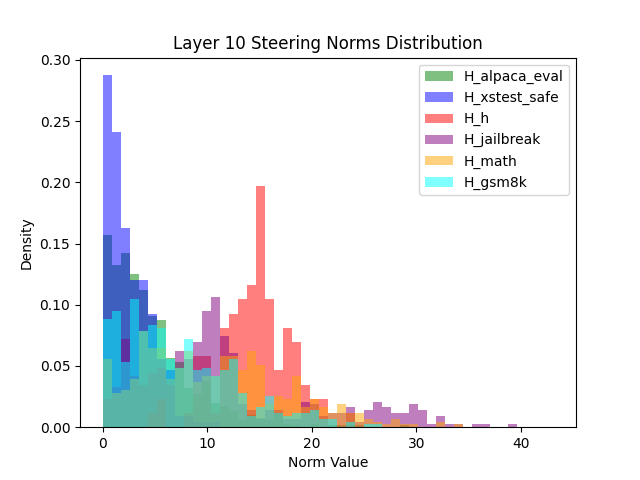 Layer 10 Steering Norms Distribution
0.30
0.25
0.20
0.15
0.10
0.05
0.00
Density
H_alpaca_eval
H_xstest_safe
H_h
H_jailbreak
H_math
H_gsm8k
0 10 20 30 40
Norm Value